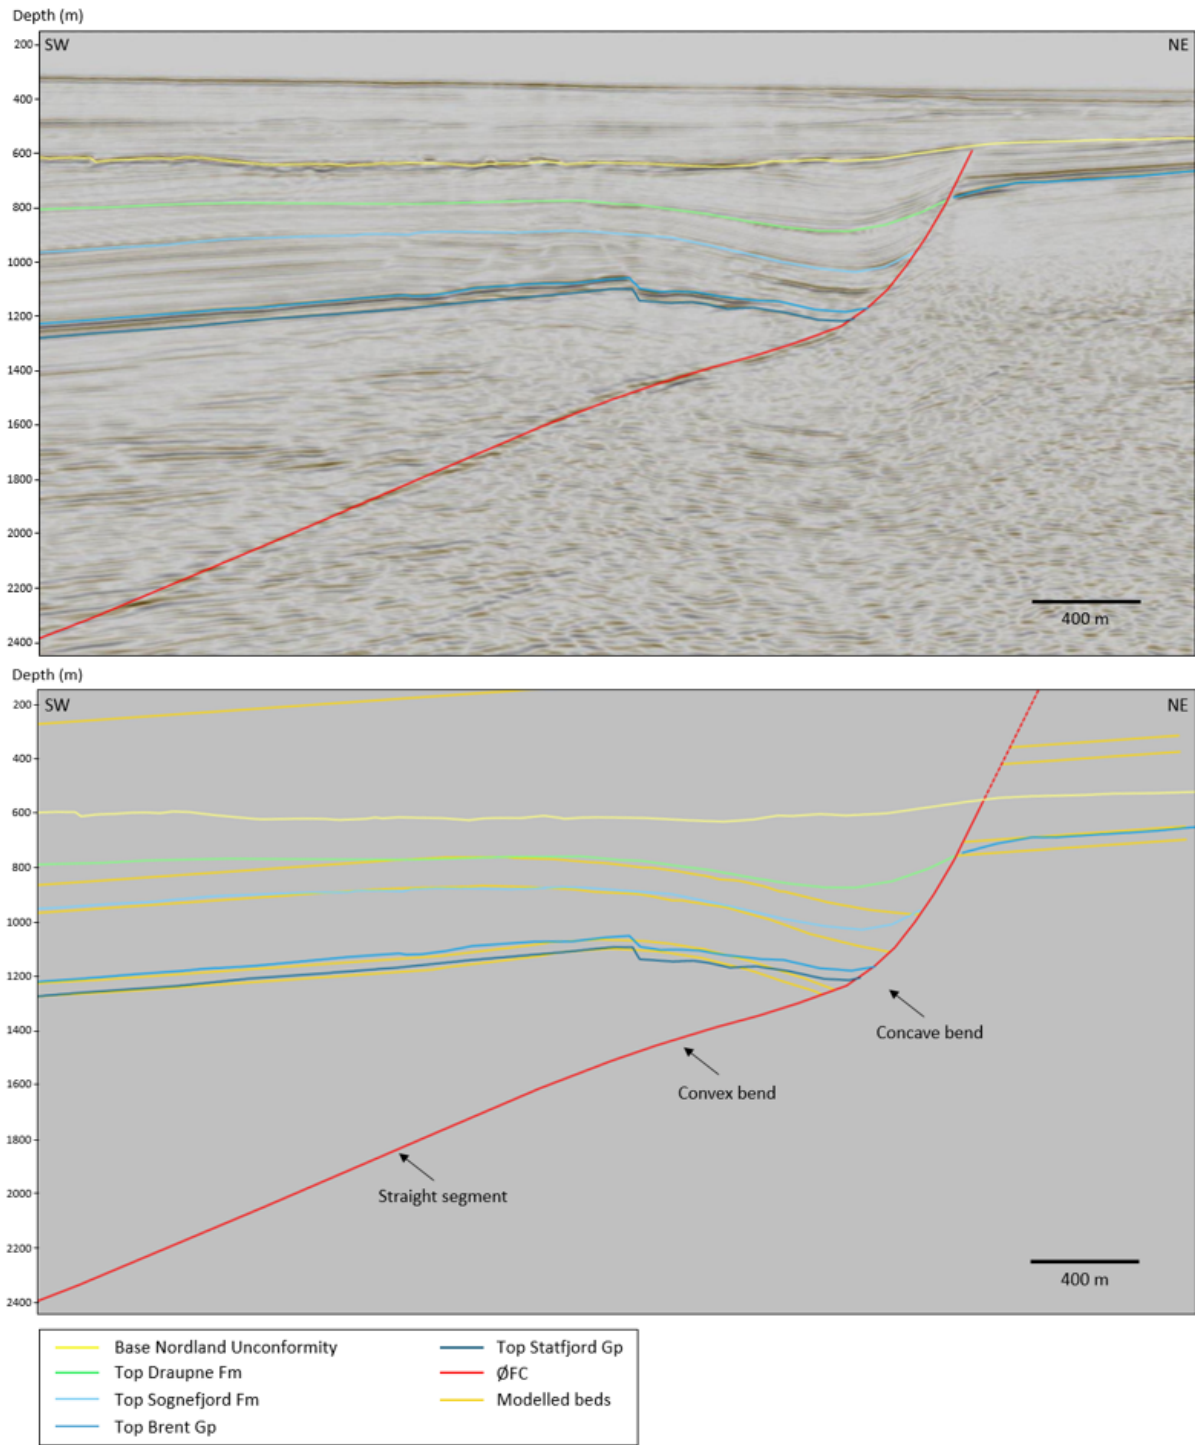 Depth (m)
SW
NE
200
400
600
800
1000
1200
1400
1600
1800
2000
2200
2400
400 m
Depth (m)
SW
NE
200
400
600
800
1000
1200
1400
1600
1800
2000
2200
2400
Concave bend
Convex bend
Straight segment
400 m
Base Nordland Unconformity
Top Draupne Fm
Top Sognefjord Fm
Top Brent Gp
Top Statfjord Gp
ØFC
Modelled beds